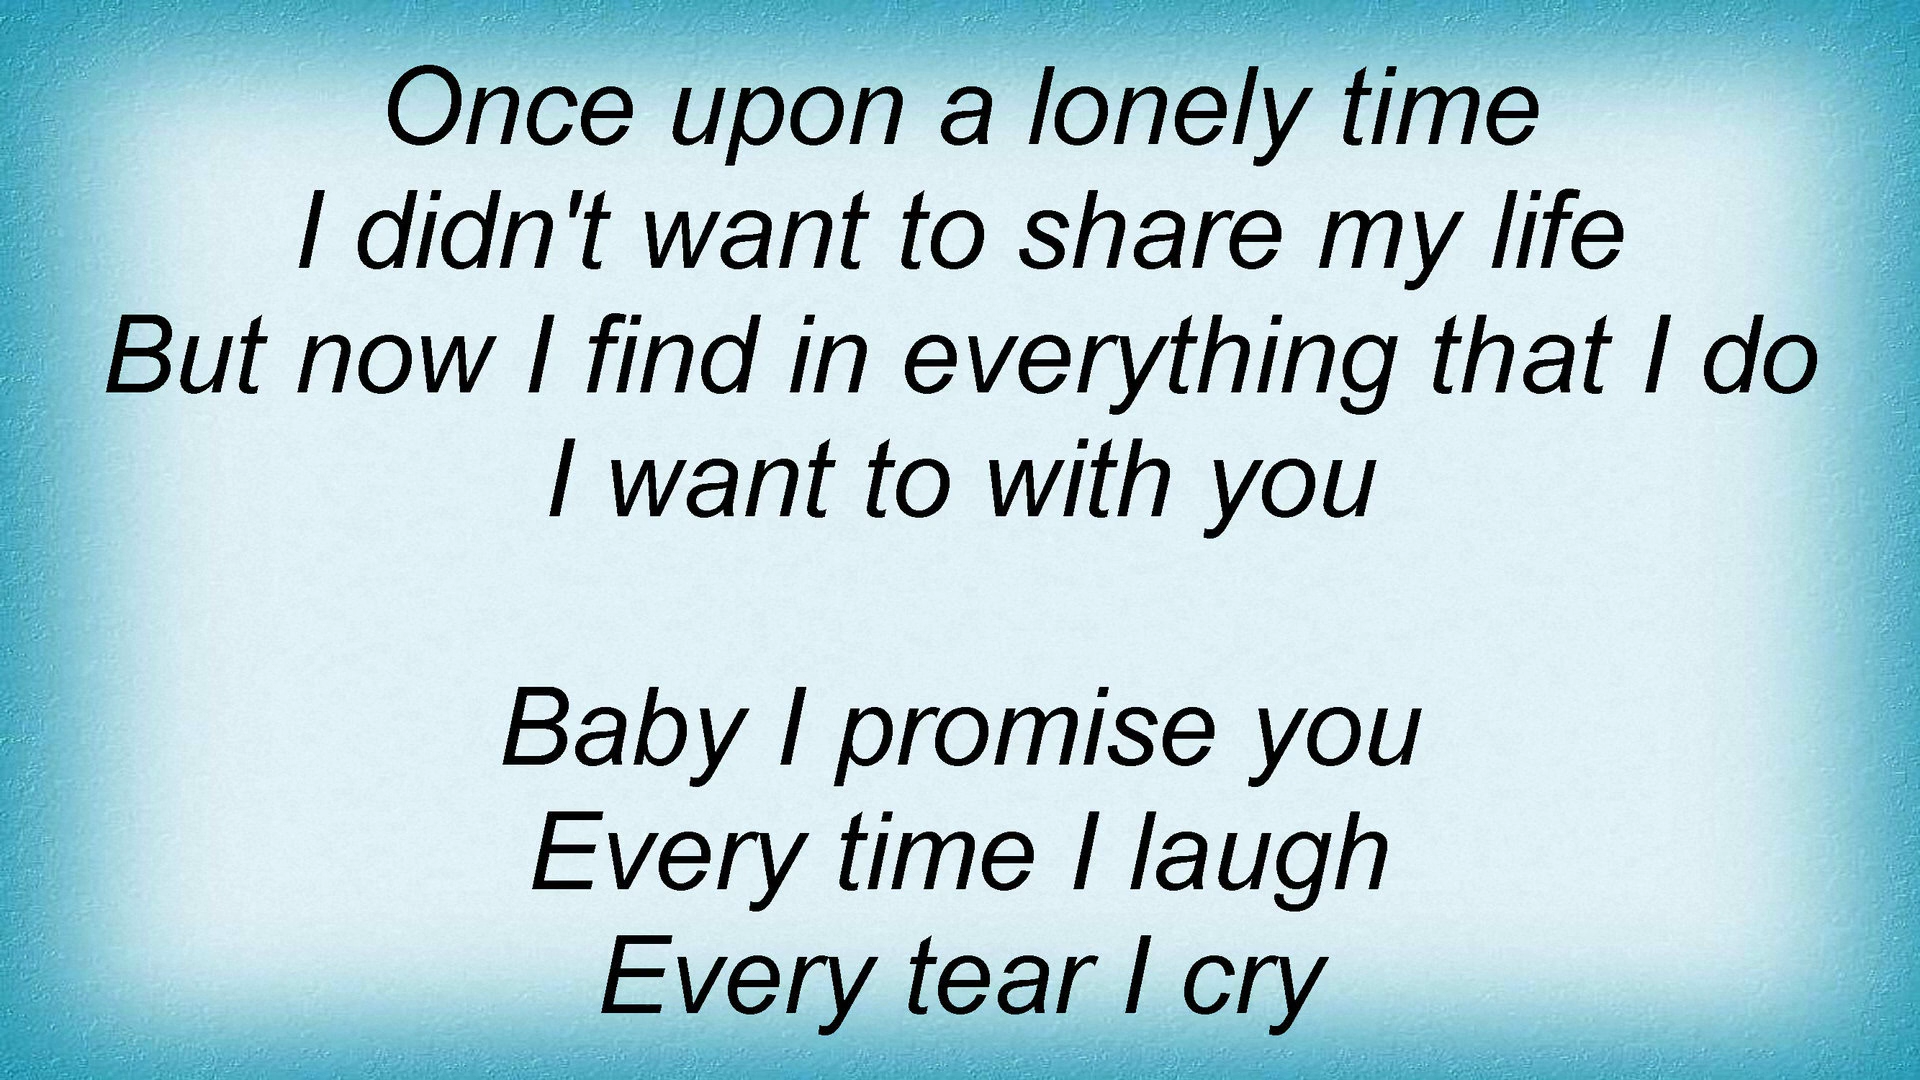 Once upon a lonely time
I didn't want to share my life
But now I find in everything that I do
I want to with you

Baby I promise you
Every time I laugh
Every tear I cry